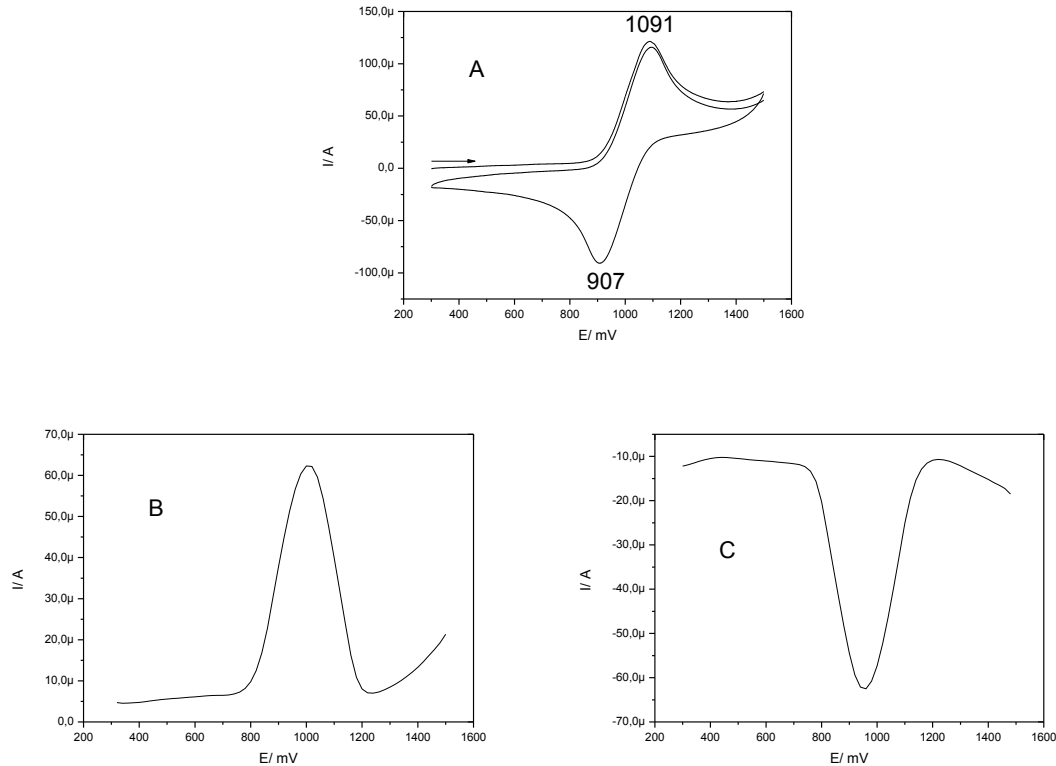 150,0µ
100,0µ
50,0µ
0,0
-50,0µ
-100,0µ
I/ A
A
1091
907
200 400 600 800 1000 1200 1400 1600
E/ mV
70,0µ
60,0µ
50,0µ
40,0µ
30,0µ
20,0µ
10,0µ
0,0
I/ A
B
200 400 600 800 1000 1200 1400 1600
E/ mV
-10,0µ
-20,0µ
-30,0µ
-40,0µ
-50,0µ
-60,0µ
-70,0µ
I/ A
C
200 400 600 800 1000 1200 1400 1600
E/ mV